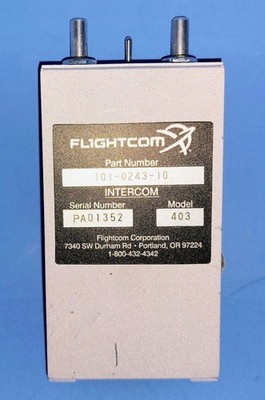 FLIGHTCOM
Part Number
101-0243-10
INTERCOM
Serial Number Model
PA01352 403
Flightcom Corporation
7340 SW Durham Rd • Portland, OR 97224
1-800-432-4342